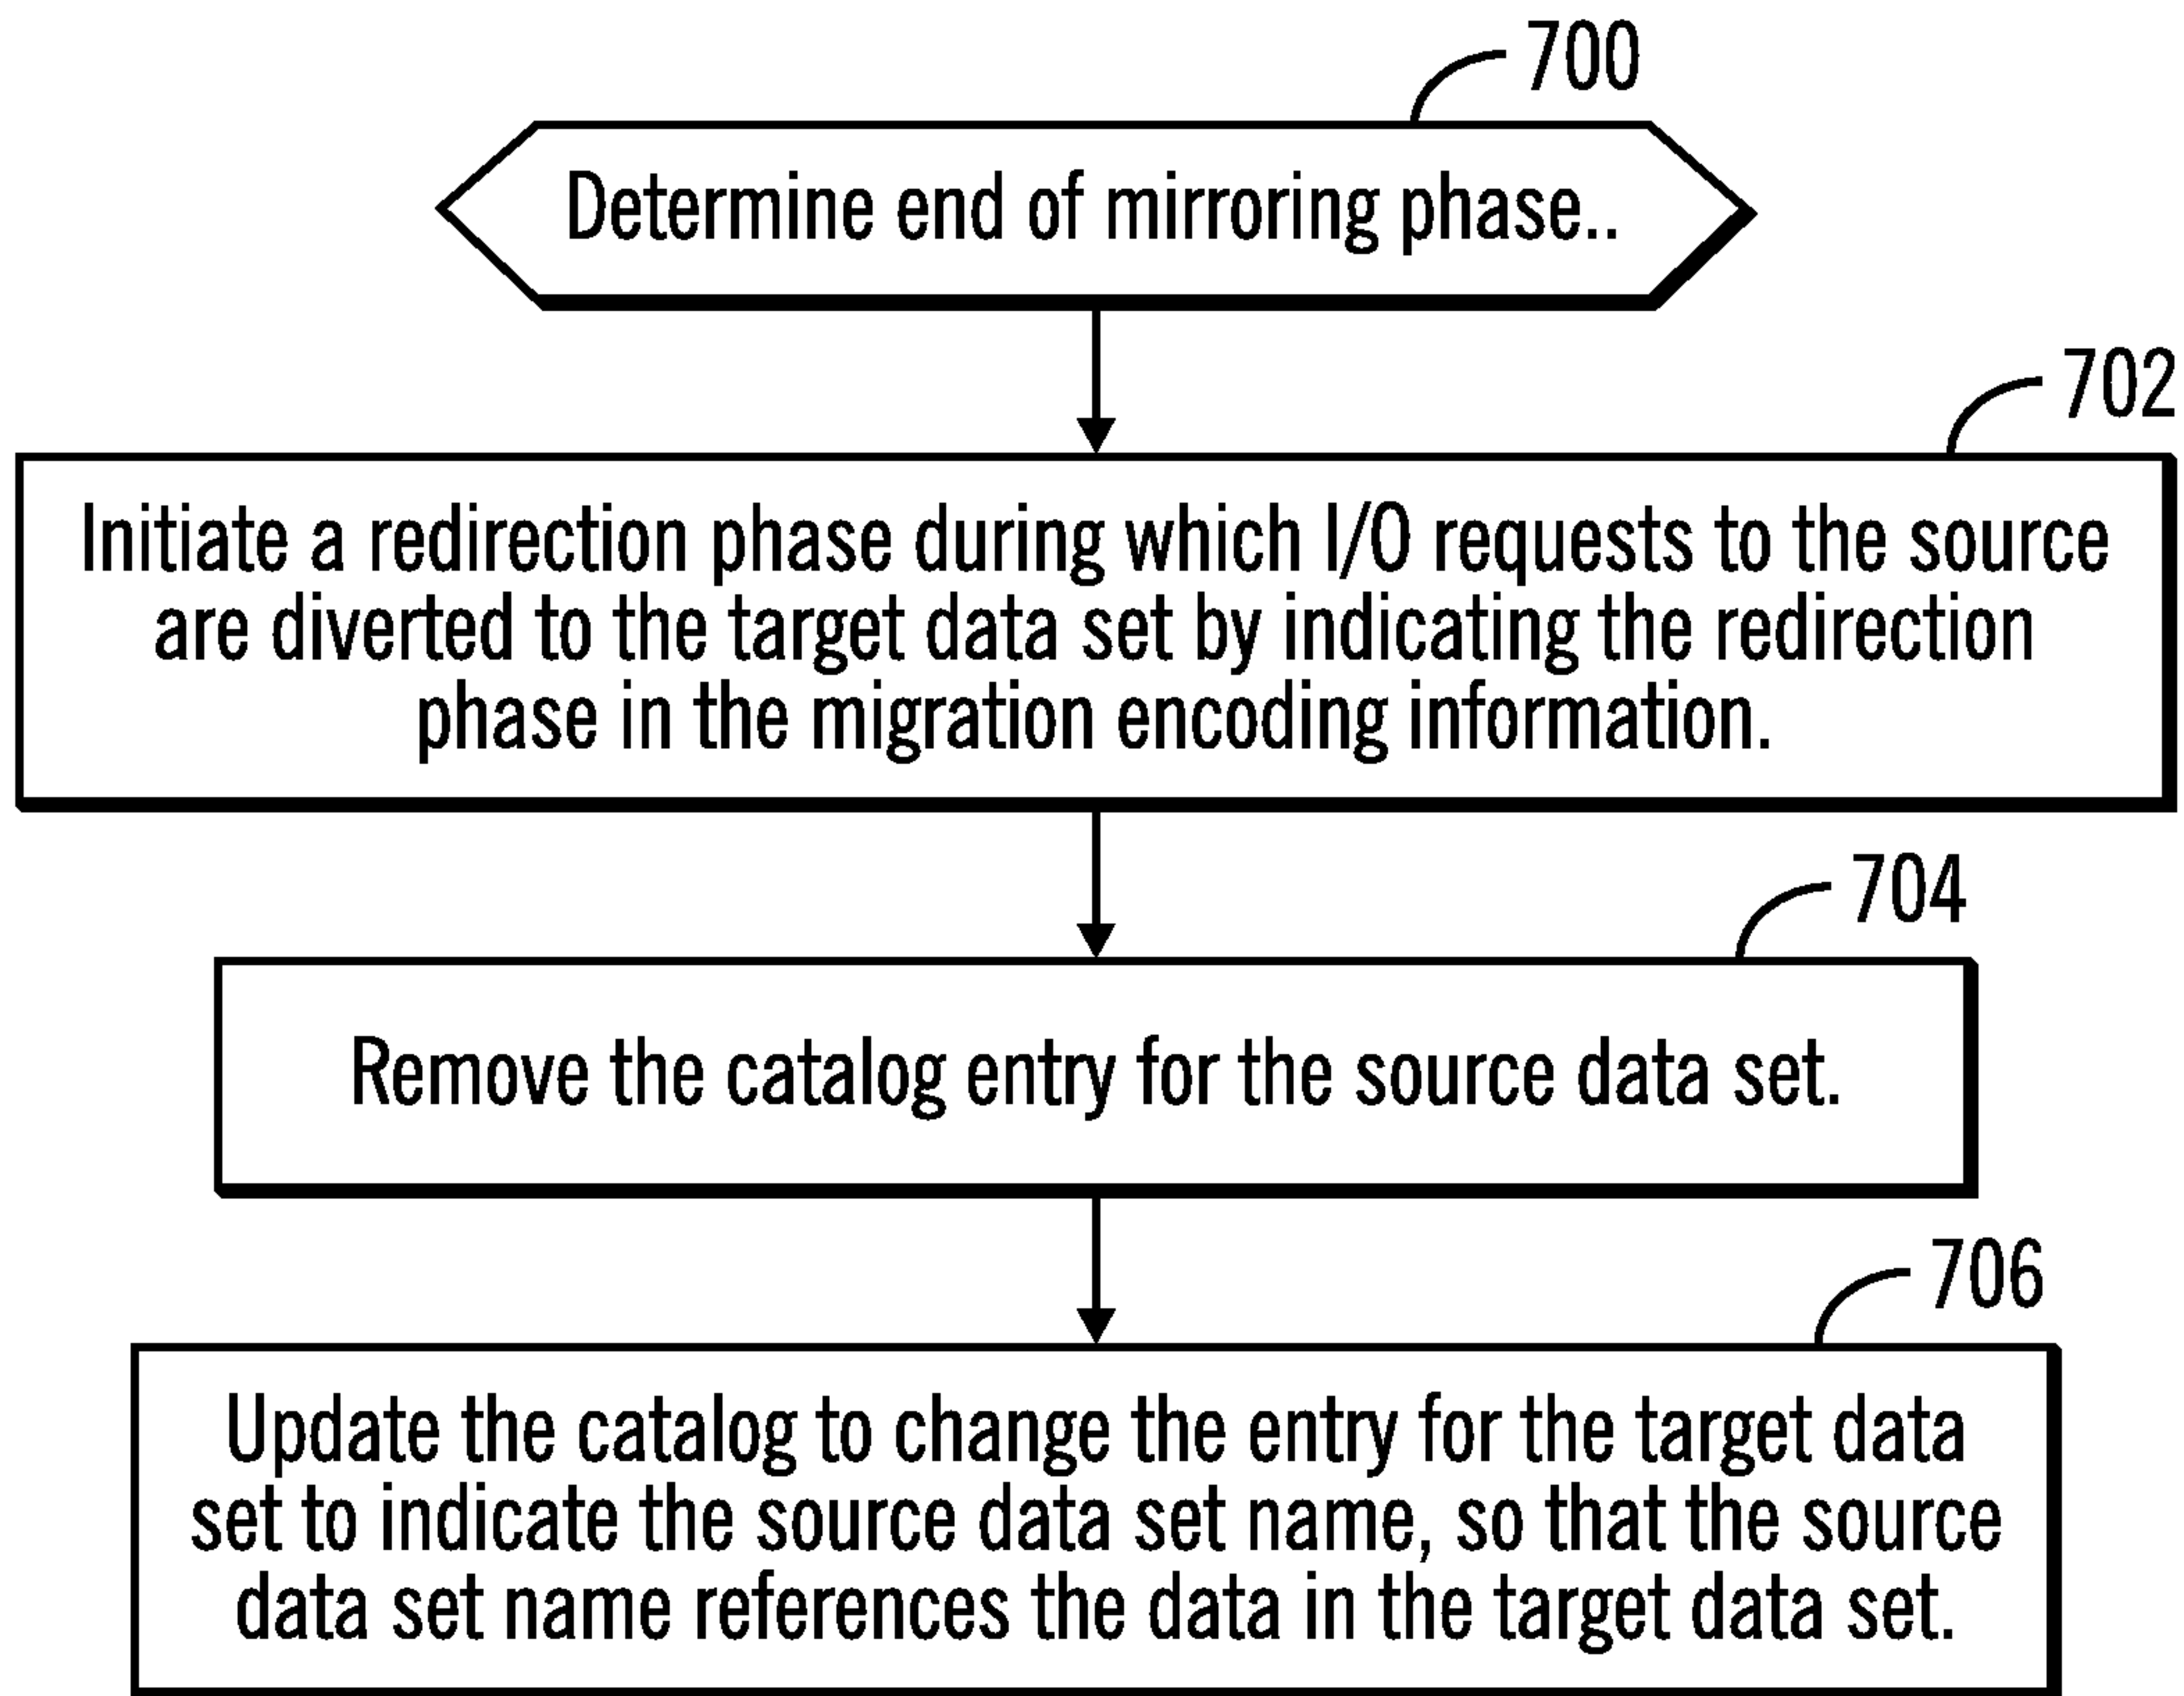 700
Determine end of mirroring phase..
702
Initiate a redirection phase during which I/O requests to the source
are diverted to the target data set by indicating the redirection
phase in the migration encoding information.
704
Remove the catalog entry for the source data set.
706
Update the catalog to change the entry for the target data
set to indicate the source data set name, so that the source
data set name references the data in the target data set.